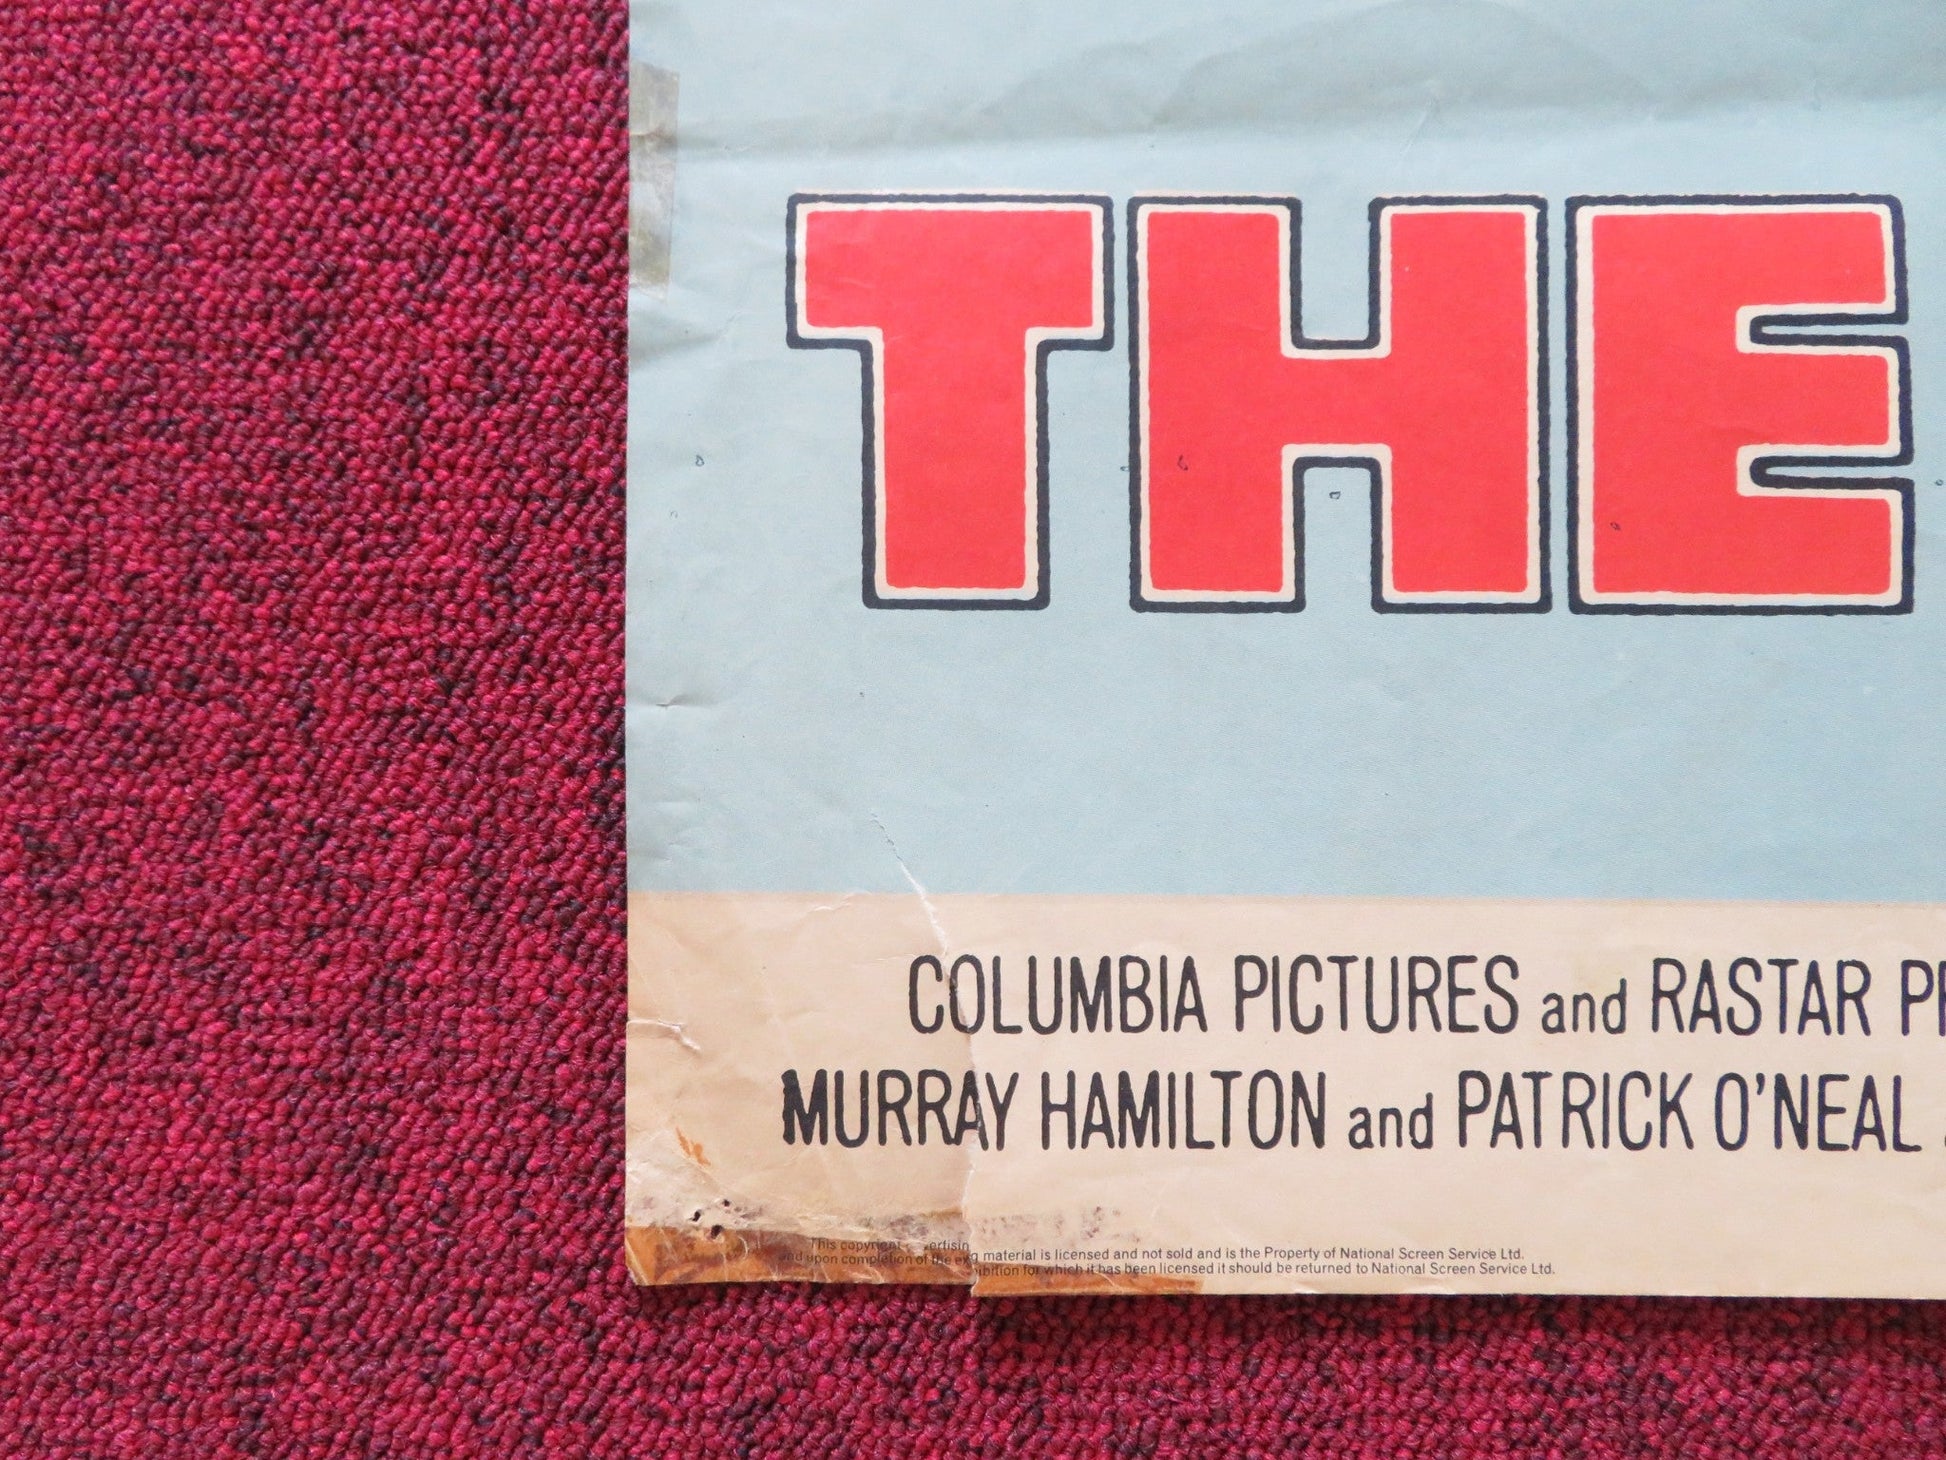 THE
COLUMBIA PICTURES and RASTAR
MURRAY HAMILTON and PATRICK O'NEAL
This copyright material is licensed and not sold and is the Property of National Screen Service Ltd.
and upon completion of the for which it has been licensed it should be returned to National Screen Service Ltd.